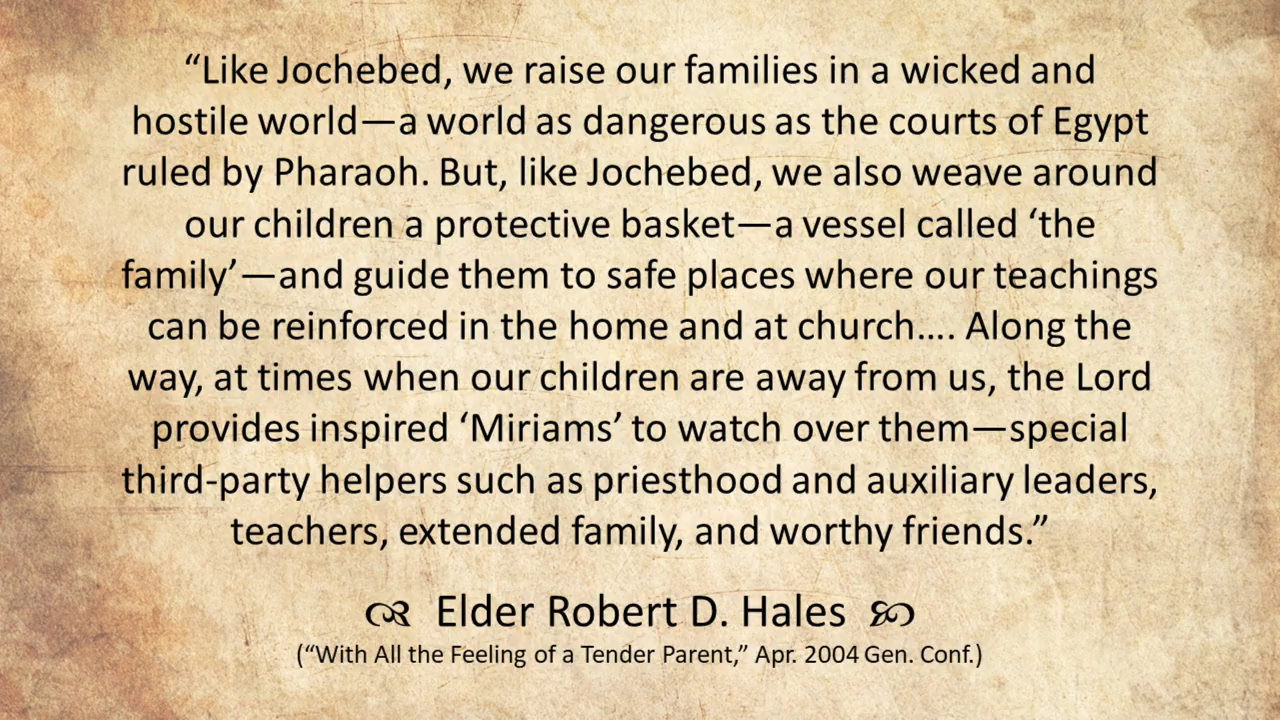 “Like Jochebed, we raise our families in a wicked and
hostile world—a world as dangerous as the courts of Egypt
ruled by Pharaoh. But, like Jochebed, we also weave around
our children a protective basket—a vessel called ‘the
family’—and guide them to safe places where our teachings
can be reinforced in the home and at church…. Along the
way, at times when our children are away from us, the Lord
provides inspired ‘Miriams’ to watch over them—special
third-party helpers such as priesthood and auxiliary leaders,
teachers, extended family, and worthy friends.”
Elder Robert D. Hales
(“With All the Feeling of a Tender Parent,” Apr. 2004 Gen. Conf.)